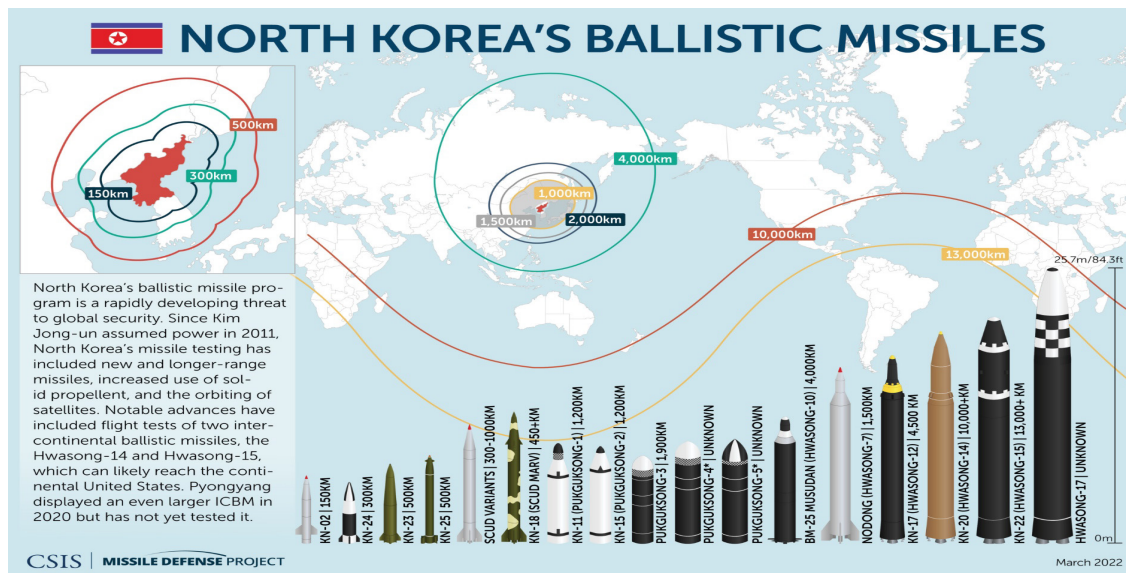 NORTH KOREA'S BALLISTIC MISSILES
500km
300km
150km
4,000km
1,000km
1,500km
2,000km
10,000km
13,000km
25.7m/84.3ft
North Korea's ballistic missile pro-
gram is a rapidly developing threat
to global security. Since Kim
Jong-un assumed power in 2011,
North Korea's missile testing has
included new and longer-range
missiles, increased use of sol-
id propellent, and the orbiting of
satellites. Notable advances have
included flight tests of two inter-
continental ballistic missiles, the
Hwasong-14 and Hwasong-15,
which can likely reach the conti-
nental United States. Pyongyang
displayed an even larger ICBM in
2020 but has not yet tested it.
KN-02 | 150KM
KN-24 | 300KM
KN-23 | 500KM
KN-25 | 500KM
SCUD VARIANTS | 300-1000KM
KN-18 (SCUD MARV) | 450+KM
KN-11 (PUKGUKSONG-1) | 1,200KM
KN-15 (PUKGUKSONG-2) | 1,200KM
PUKGUKSONG-3 | 1,900KM
PUKGUKSONG-4* | UNKNOWN
PUKGUKSONG-5* | UNKNOWN
BM-25 MUSUDAN (HWASONG-10) | 4,000KM
NODONG (HWASONG-7) | 1,500KM
KN-17 (HWASONG-12) | 4,500 KM
KN-20 (HWASONG-14) | 10,000+KM
KN-22 (HWASONG-15) | 13,000+ KM
HWASONG-17 | UNKNOWN
0m
CSIS | MISSILE DEFENSE PROJECT
March 2022